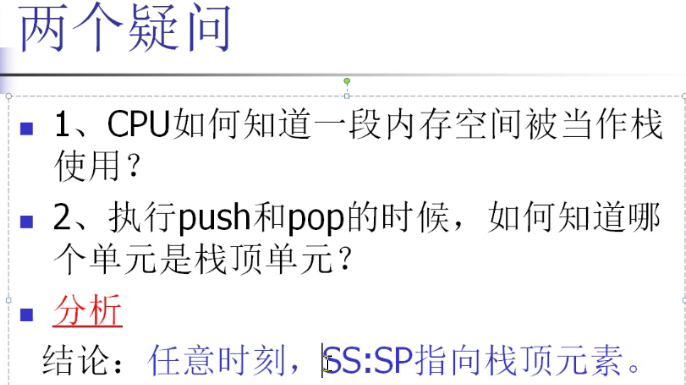 两个疑问
1、CPU如何知道一段内存空间被当作栈
使用？
2、执行push和pop的时候，如何知道哪
个单元是栈顶单元？
分析
结论：任意时刻，SS:SP指向栈顶元素。